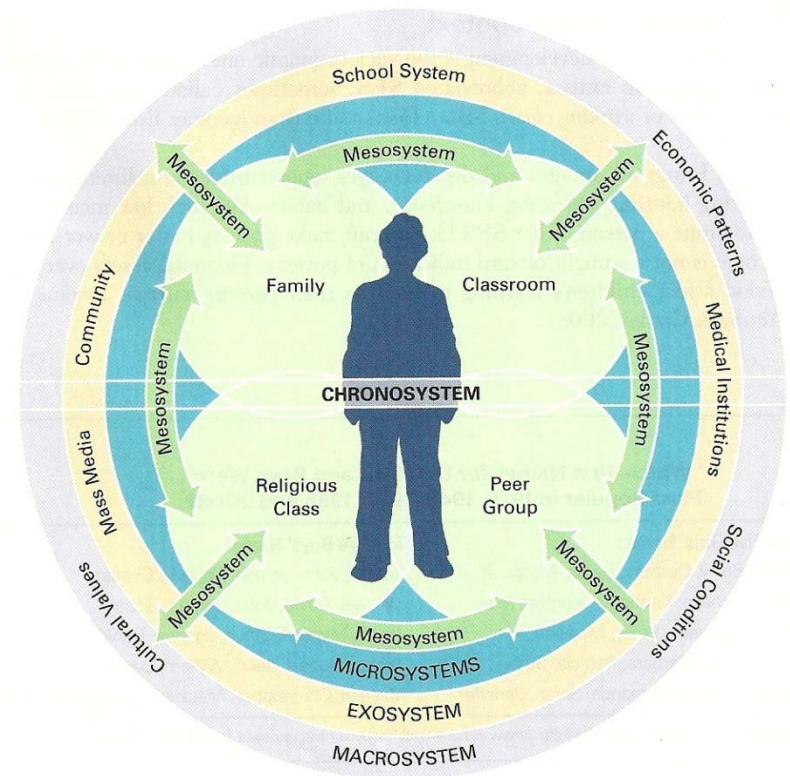 School System
Mesosystem
Mesosystem
Mesosystem
Economic Patterns
Family
Classroom
Community
Mesosystem
Mesosystem
Medical Institutions
CHRONOSYSTEM
Mass Media
Religious
Class
Peer
Group
Cultural Values
Mesosystem
Mesosystem
Social Conditions
Mesosystem
MICROSYSTEMS
EXOSYSTEM
MACROSYSTEM